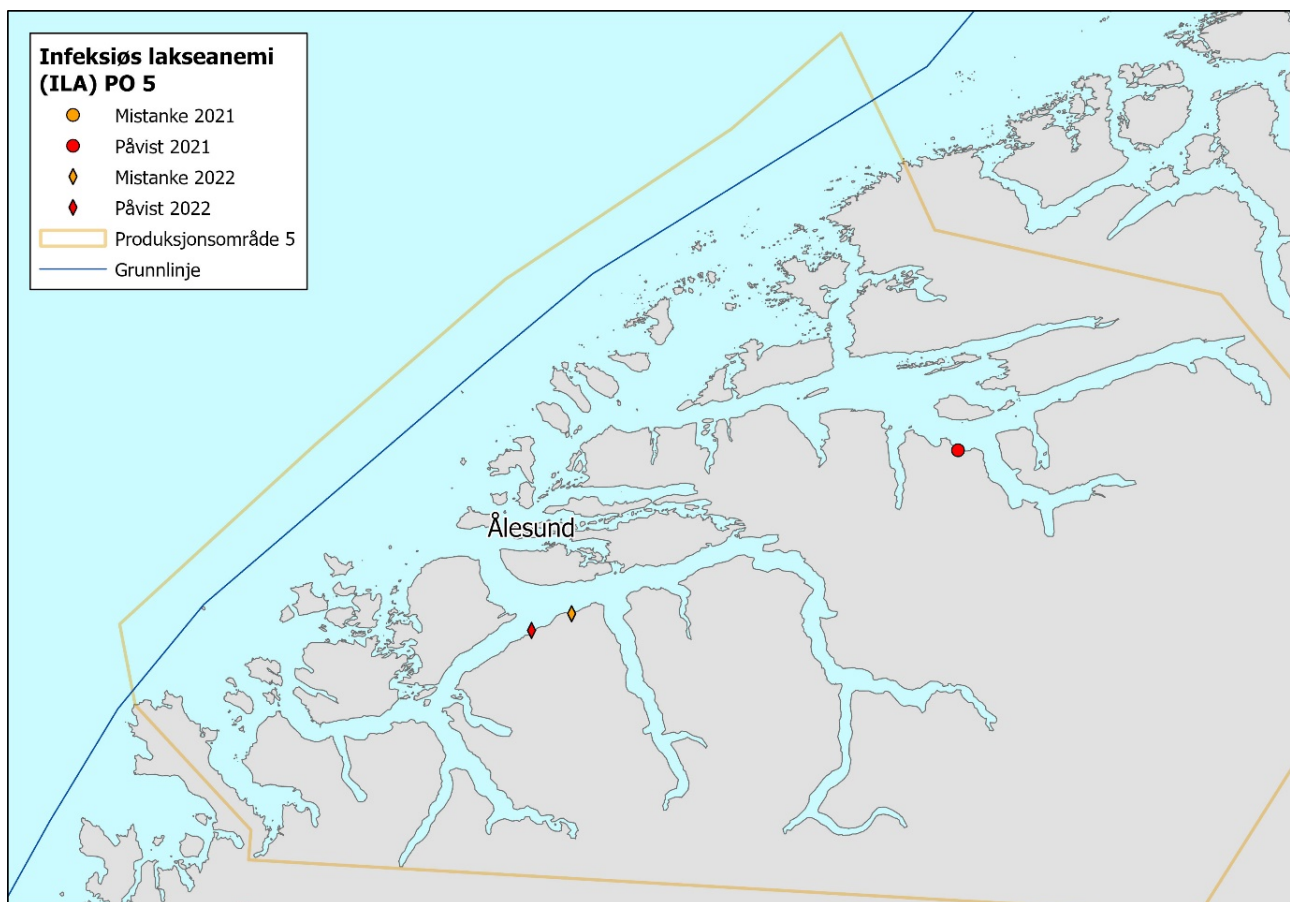 Infeksiøs lakseanemi
(ILA) PO 5
Mistanke 2021
Påvist 2021
Mistanke 2022
Påvist 2022
Produksjonsområde 5
Grunnlinje
Ålesund